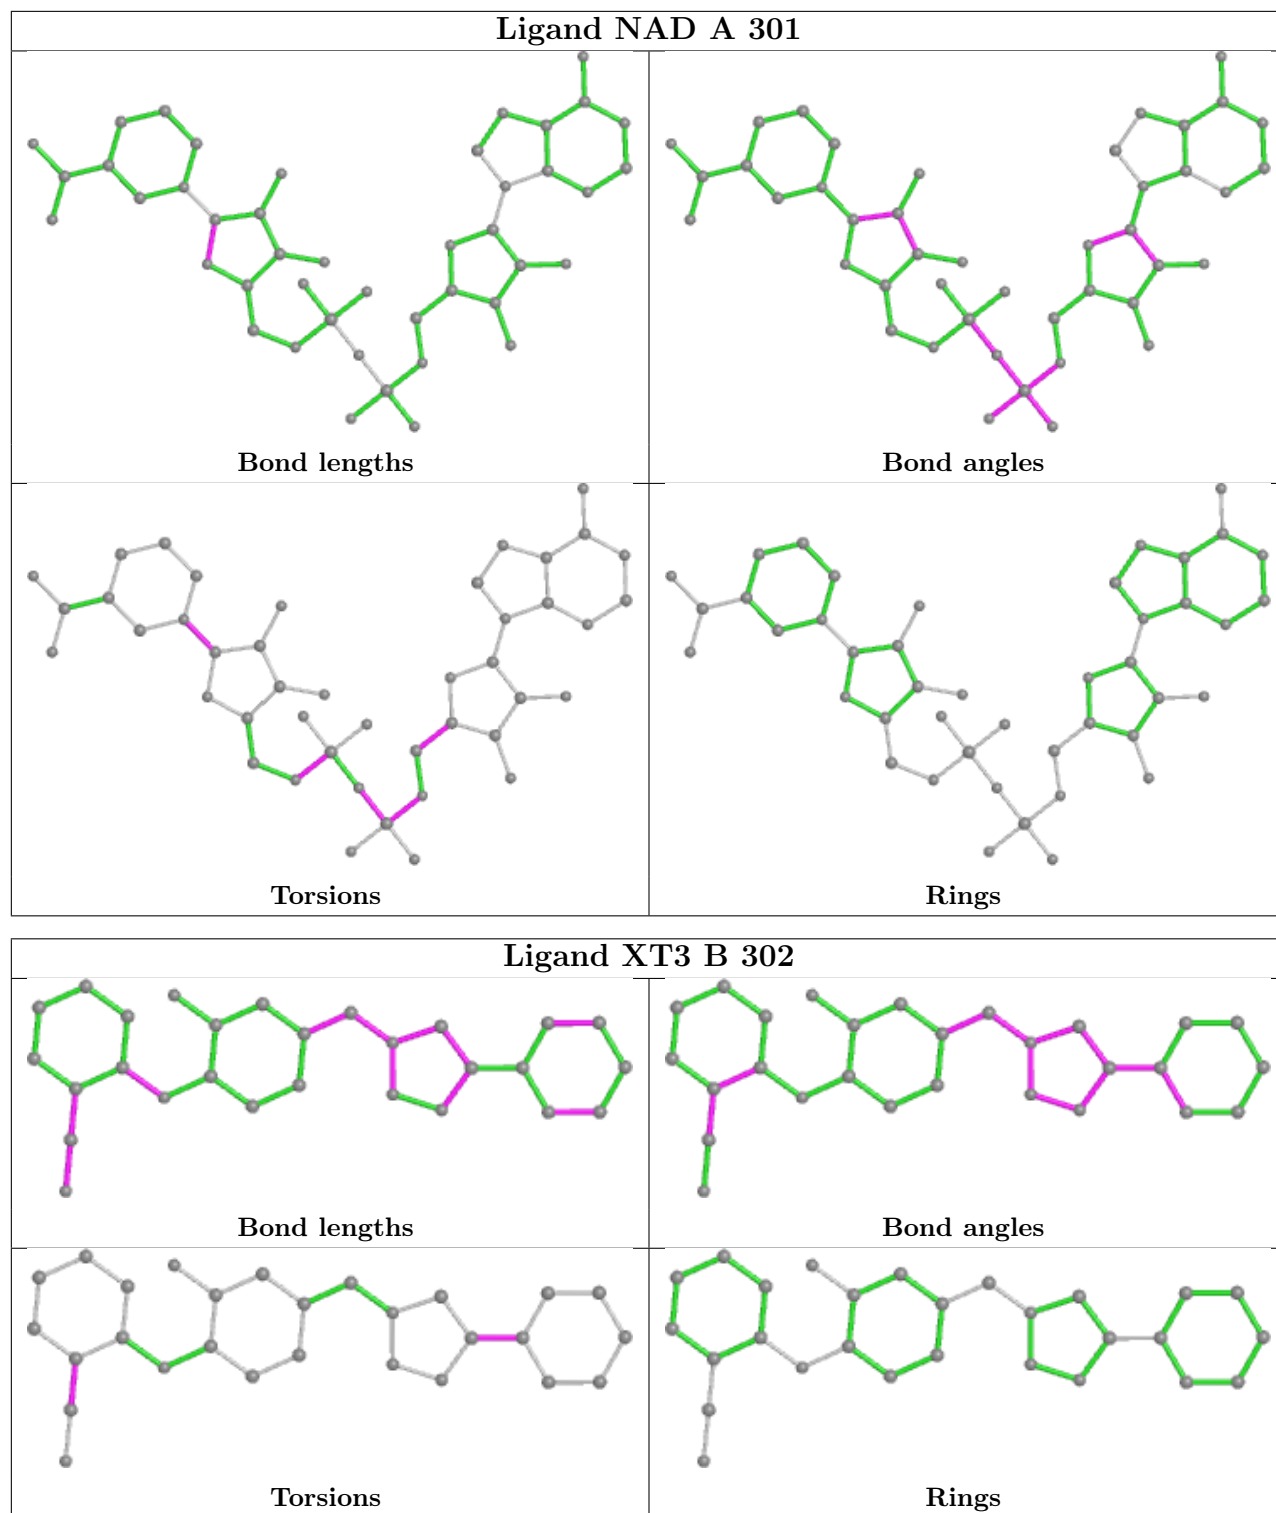 Ligand NAD A 301
Bond lengths
Bond angles
Torsions
Rings
Ligand XT3 B 302
Bond lengths
Bond angles
Torsions
Rings